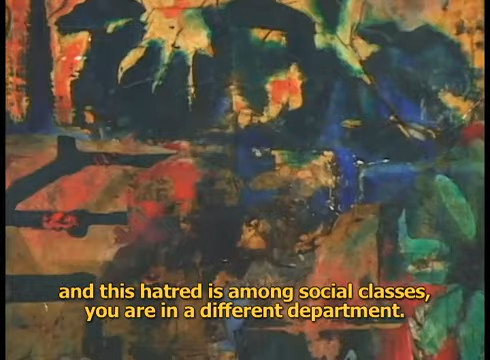 and this hatred is among social classes,
you are in a different department.